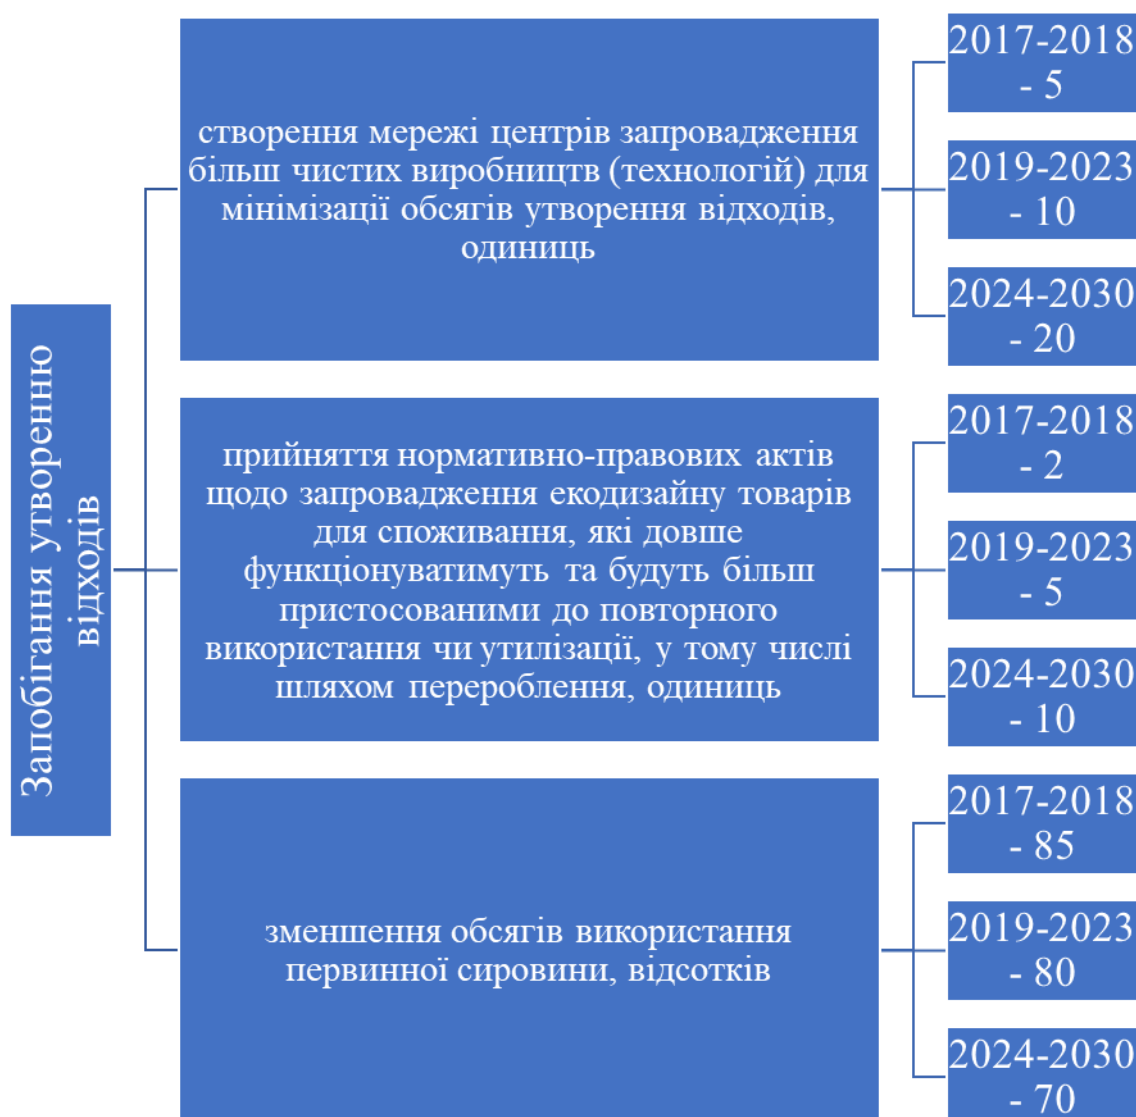 Запобігання утворенню
відходів
створення мережі центрів запровадження
більш чистих виробництв (технологій) для
мінімізації обсягів утворення відходів,
одиниць
2017-2018
- 5
2019-2023
- 10
2024-2030
- 20
прийняття нормативно-правових актів
щодо запровадження екодизайну товарів
для споживання, які довше
функціонуватимуть та будуть більш
пристосованими до повторного
використання чи утилізації, у тому числі
шляхом перероблення, одиниць
2017-2018
- 2
2019-2023
- 5
2024-2030
- 10
зменшення обсягів використання
первинної сировини, відсотків
2017-2018
- 85
2019-2023
- 80
2024-2030
- 70